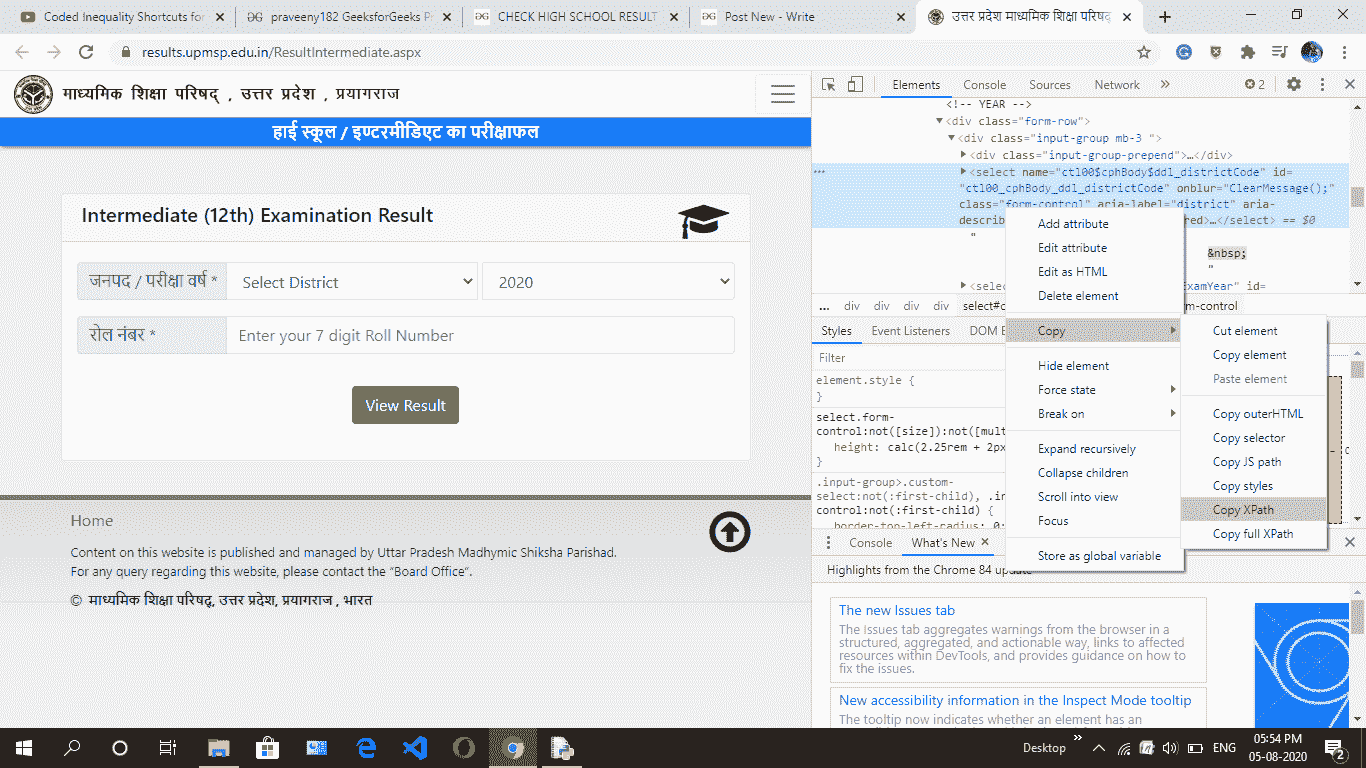 Coded Inequality Shortcuts for
praveeny182 GeeksforGeeks P
CHECK HIGH SCHOOL RESULT
Post New - Write
उत्तर प्रदेश माध्यमिक शिक्षा परिषद्
results.upmsp.edu.in/ResultIntermediate.aspx
माध्यमिक शिक्षा परिषद् , उत्तर प्रदेश , प्रयागराज
हाई स्कूल / इण्टरमीडिएट का परीक्षाफल
Intermediate (12th) Examination Result
जनपद / परीक्षा वर्ष *
Select District
2020
रोल नंबर *
Enter your 7 digit Roll Number
View Result
Home
Content on this website is published and managed by Uttar Pradesh Madhymic Shiksha Parishad.
For any query regarding this website, please contact the "Board Office".
© माध्यमिक शिक्षा परिषद्, उत्तर प्रदेश, प्रयागराज , भारत
Elements Console Sources Network » 2
<!-- YEAR -->
<div class="form-row">
<div class="input-group mb-3 ">
<div class="input-group-prepend">…</div>
<select name="ctl00$cphBody$ddl_districtCode" id=
"ctl00_cphBody_ddl_districtCode" onblur="ClearMessage();"
class="form-control" aria-label="district" aria-
describ red>…</select> == $0
"
&nbsp;
"
<sele ExamYear" id=
... div div div div select#c rm-control
Styles Event Listeners DOM B
Filter
element.style {
}
select.form-
control:not([size]):not([mult
height: calc(2.25rem + 2px
}
.input-group>.custom-
select:not(:first-child), .in
control:not(:first-child) {
border-top-left-radius: 0;
Add attribute
Edit attribute
Edit as HTML
Delete element
Copy
Hide element
Force state
Break on
Expand recursively
Collapse children
Scroll into view
Focus
Store as global variable
Cut element
Copy element
Paste element
Copy outerHTML
Copy selector
Copy JS path
Copy styles
Copy XPath
Copy full XPath
Console What's New
Highlights from the Chrome 84 update
The new Issues tab
The Issues tab aggregates warnings from the browser in a
structured, aggregated, and actionable way, links to affected
resources within DevTools, and provides guidance on how to
fix the issues.
New accessibility information in the Inspect Mode tooltip
The tooltip now indicates whether an element has an
Desktop » ENG
05:54 PM
05-08-2020
2